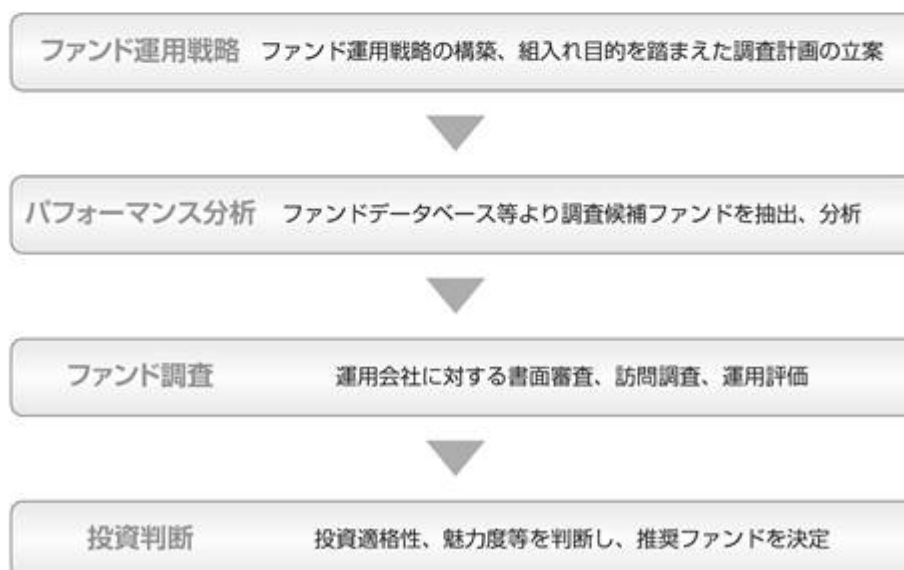 ファンド運用戦略 ファンド運用戦略の構築、組入れ目的を踏まえた調査計画の立案
パフォーマンス分析 ファンドデータベース等より調査候補ファンドを抽出、分析
ファンド調査 運用会社に対する書面審査、訪問調査、運用評価
投資判断 投資適格性、魅力度等を判断し、推奨ファンドを決定